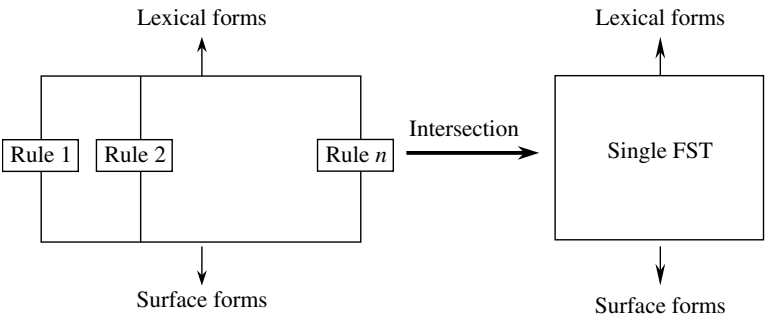 Lexical forms
Rule 1
Rule 2
Rule n
Surface forms
Intersection
Lexical forms
Single FST
Surface forms